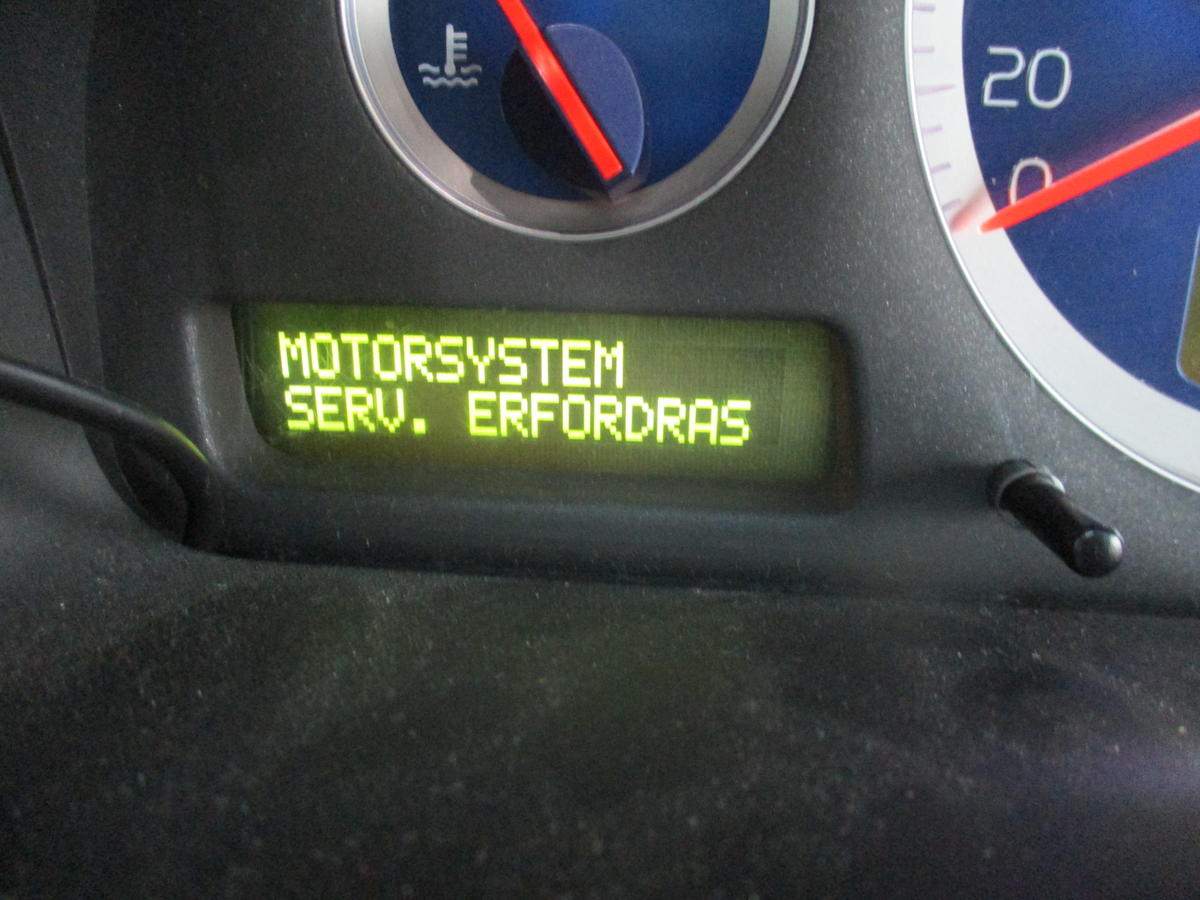 20
0
MOTORSYSTEM
SERV. ERFORDRAS